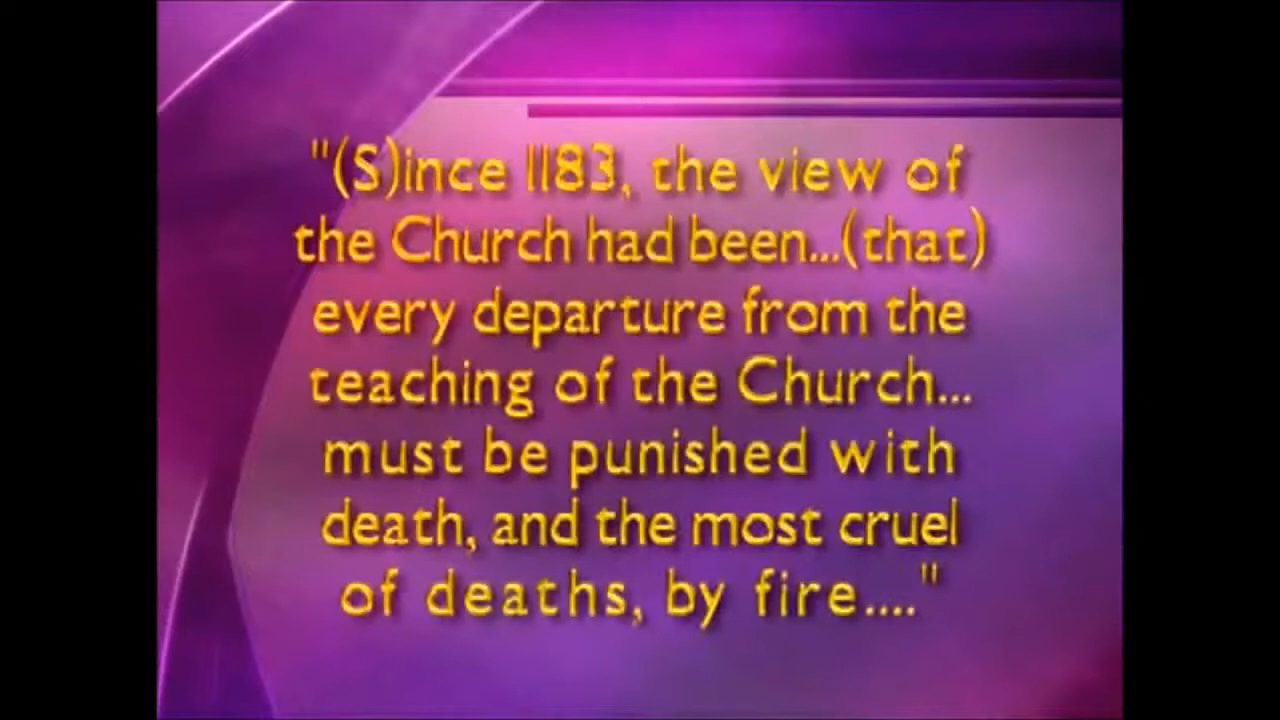 "(S)ince 1183, the view of
the Church had been...(that)
every departure from the
teaching of the Church...
must be punished with
death, and the most cruel
of deaths, by fire...."